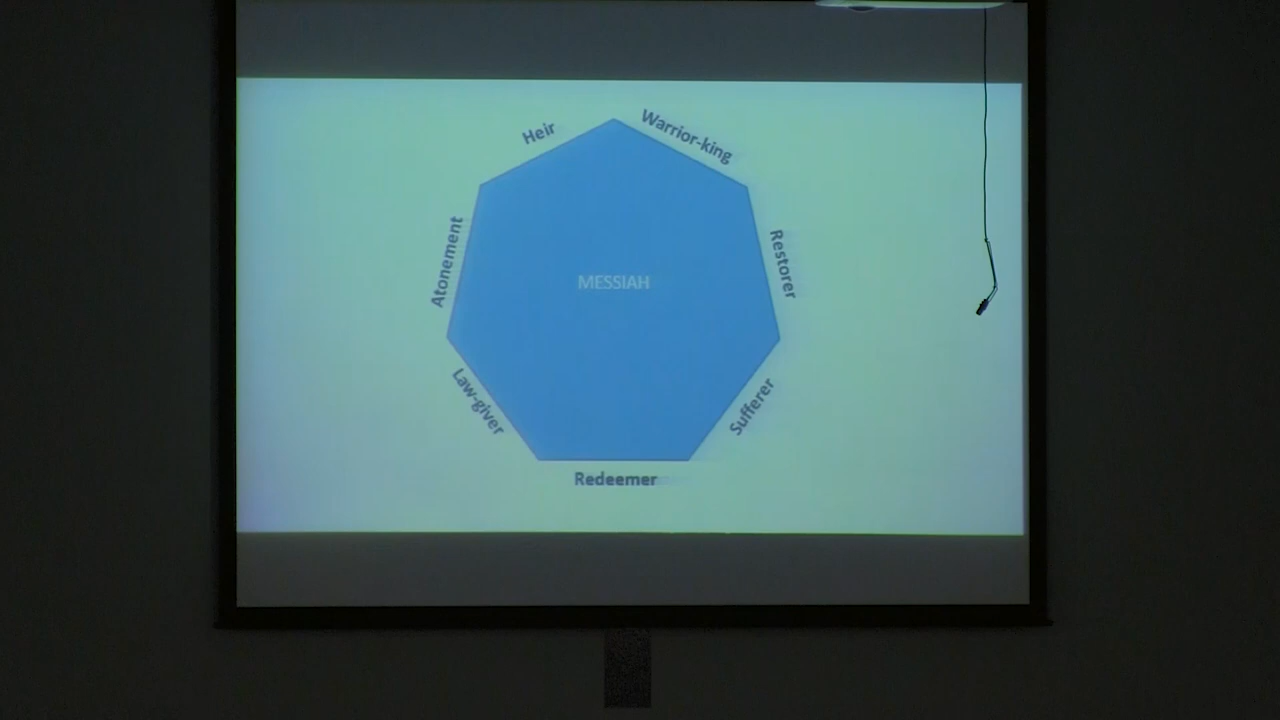 Heir
Warrior-king
Atonement
Restorer
MESSIAH
Law-giver
Sufferer
Redeemer